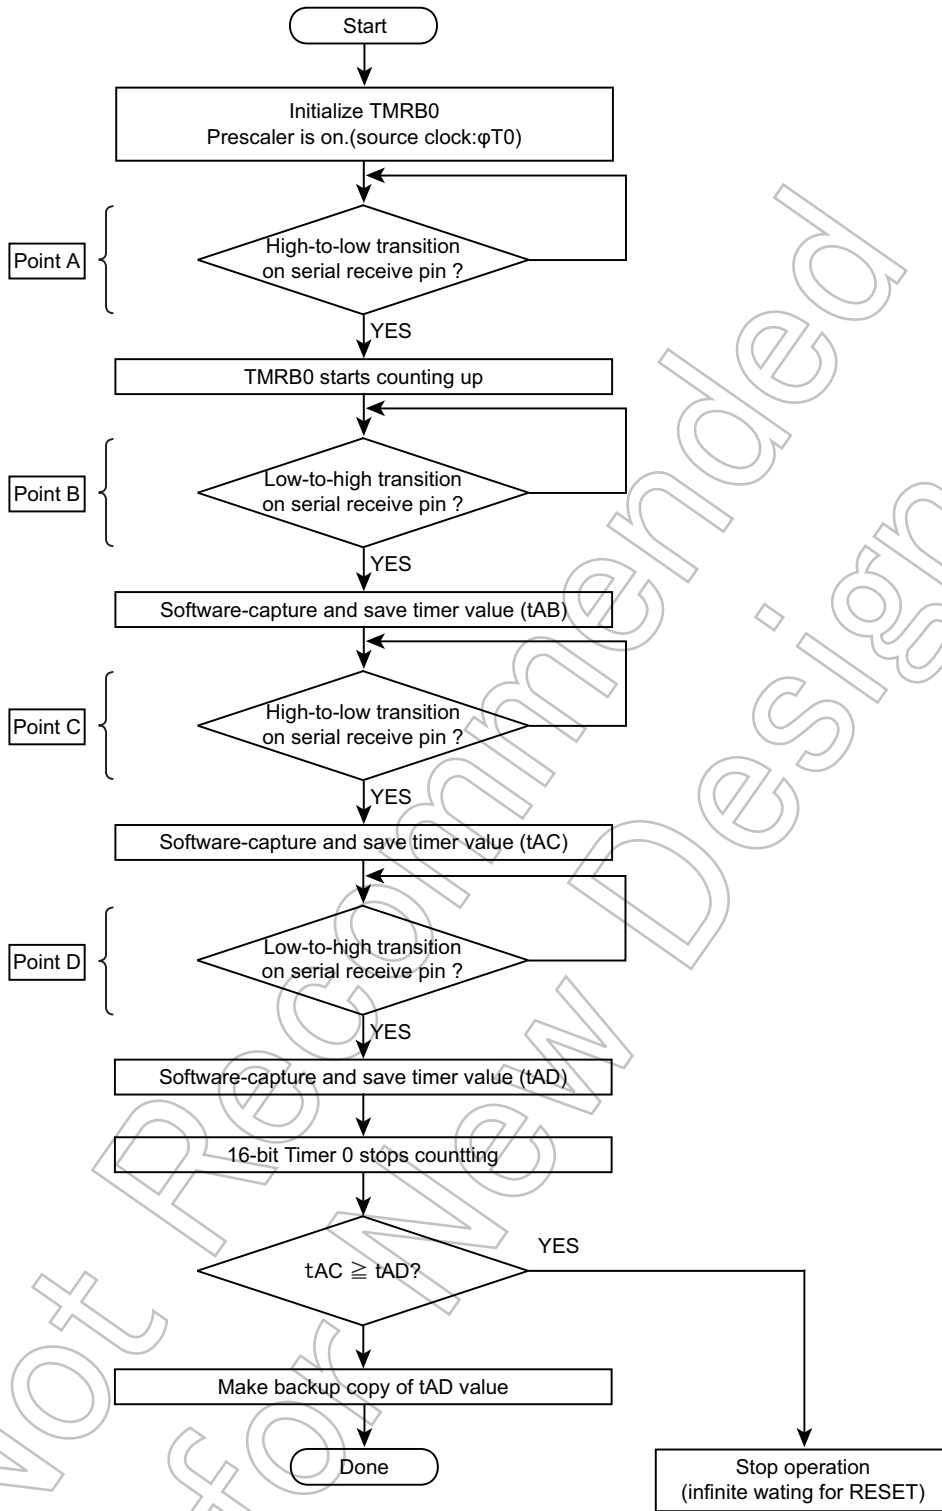 Start
Initialize TMRB0
Prescaler is on.(source clock:φT0)
Point A
High-to-low transition
on serial receive pin ?
YES
TMRB0 starts counting up
Point B
Low-to-high transition
on serial receive pin ?
YES
Software-capture and save timer value (tAB)
Point C
High-to-low transition
on serial receive pin ?
YES
Software-capture and save timer value (tAC)
Point D
Low-to-high transition
on serial receive pin ?
YES
Software-capture and save timer value (tAD)
16-bit Timer 0 stops countting
tAC ≧ tAD?
YES
Make backup copy of tAD value
Done
Stop operation
(infinite wating for RESET)
Not Recommended
for New Design